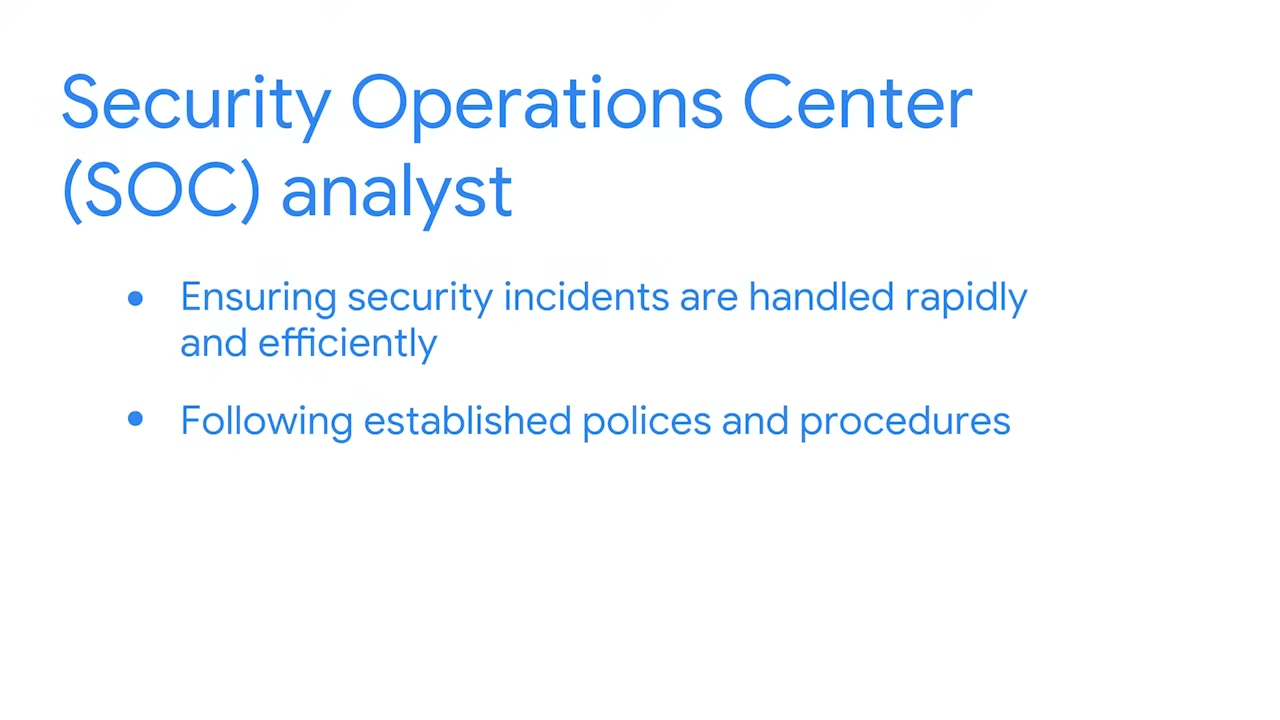 Security Operations Center
(SOC) analyst
• Ensuring security incidents are handled rapidly
and efficiently
• Following established polices and procedures